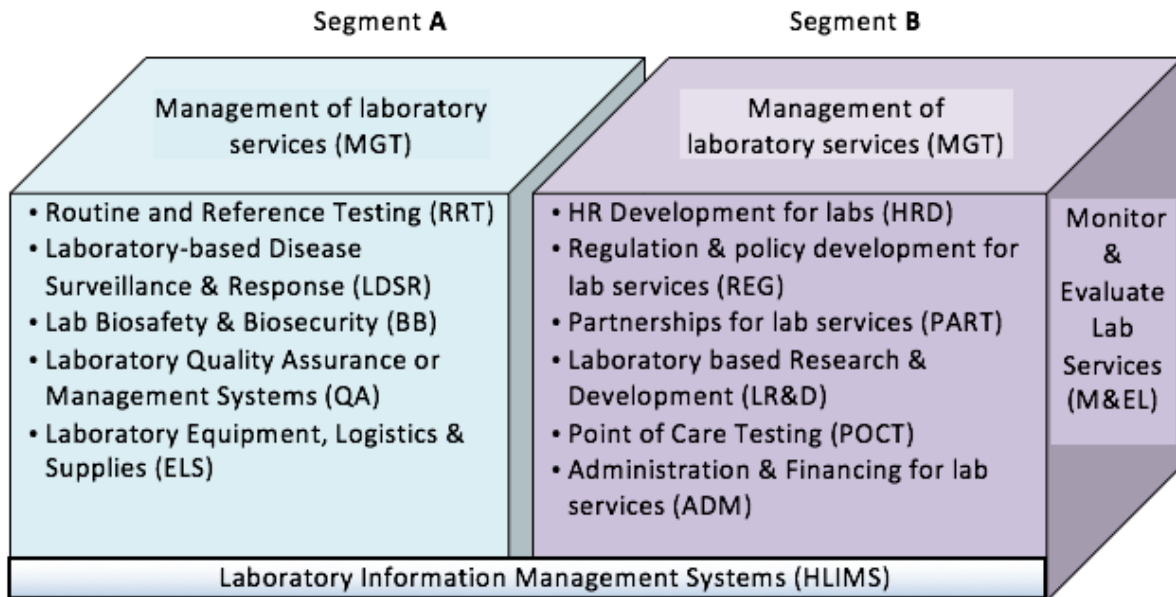 Segment A
Segment B
Management of laboratory
services (MGT)
Management of
laboratory services (MGT)
• Routine and Reference Testing (RRT)
• Laboratory-based Disease
Surveillance & Response (LDSR)
• Lab Biosafety & Biosecurity (BB)
• Laboratory Quality Assurance or
Management Systems (QA)
• Laboratory Equipment, Logistics &
Supplies (ELS)
• HR Development for labs (HRD)
• Regulation & policy development for
lab services (REG)
• Partnerships for lab services (PART)
• Laboratory based Research &
Development (LR&D)
• Point of Care Testing (POCT)
• Administration & Financing for lab
services (ADM)
Monitor
&
Evaluate
Lab
Services
(M&EL)
Laboratory Information Management Systems (HLIMS)